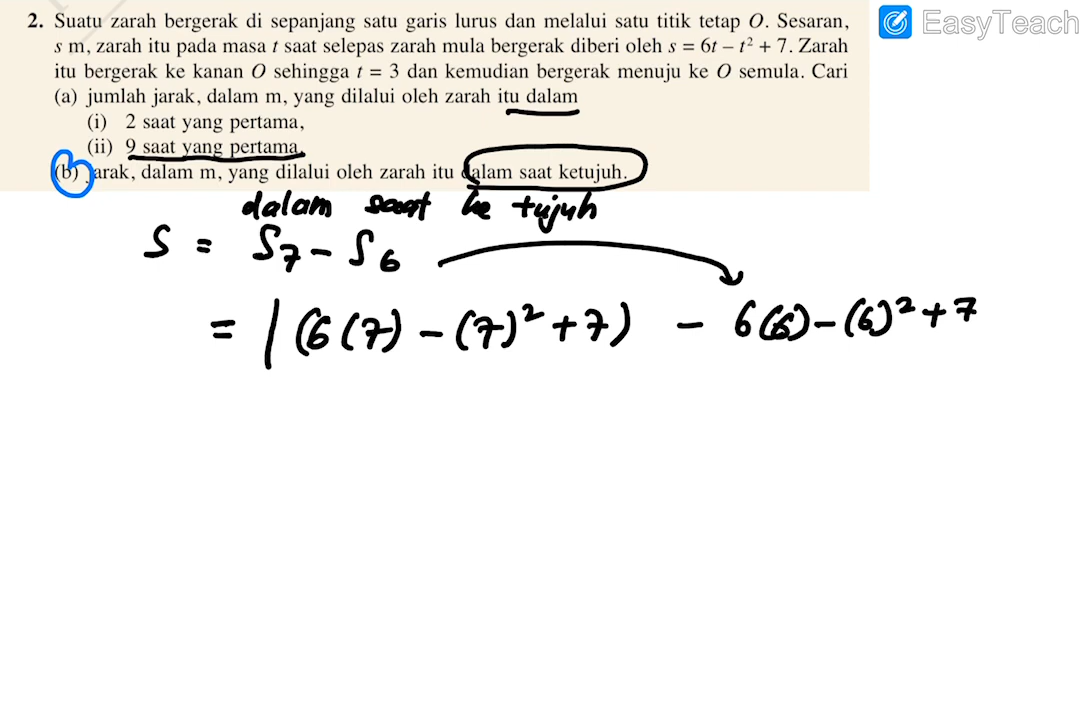 2. Suatu zarah bergerak di sepanjang satu garis lurus dan melalui satu titik tetap O. Sesaran,
s m, zarah itu pada masa t saat selepas zarah mula bergerak diberi oleh s = 6t – t² + 7. Zarah
itu bergerak ke kanan O sehingga t = 3 dan kemudian bergerak menuju ke O semula. Cari
(a) jumlah jarak, dalam m, yang dilalui oleh zarah itu dalam
(i) 2 saat yang pertama,
(ii) 9 saat yang pertama,
(b) jarak, dalam m, yang dilalui oleh zarah itu dalam saat ketujuh.
EasyTeach
dalam saat ke tujuh
S = S₇ – S₆
= | (6(7) – (7)² + 7) – 6(6) – (6)² + 7